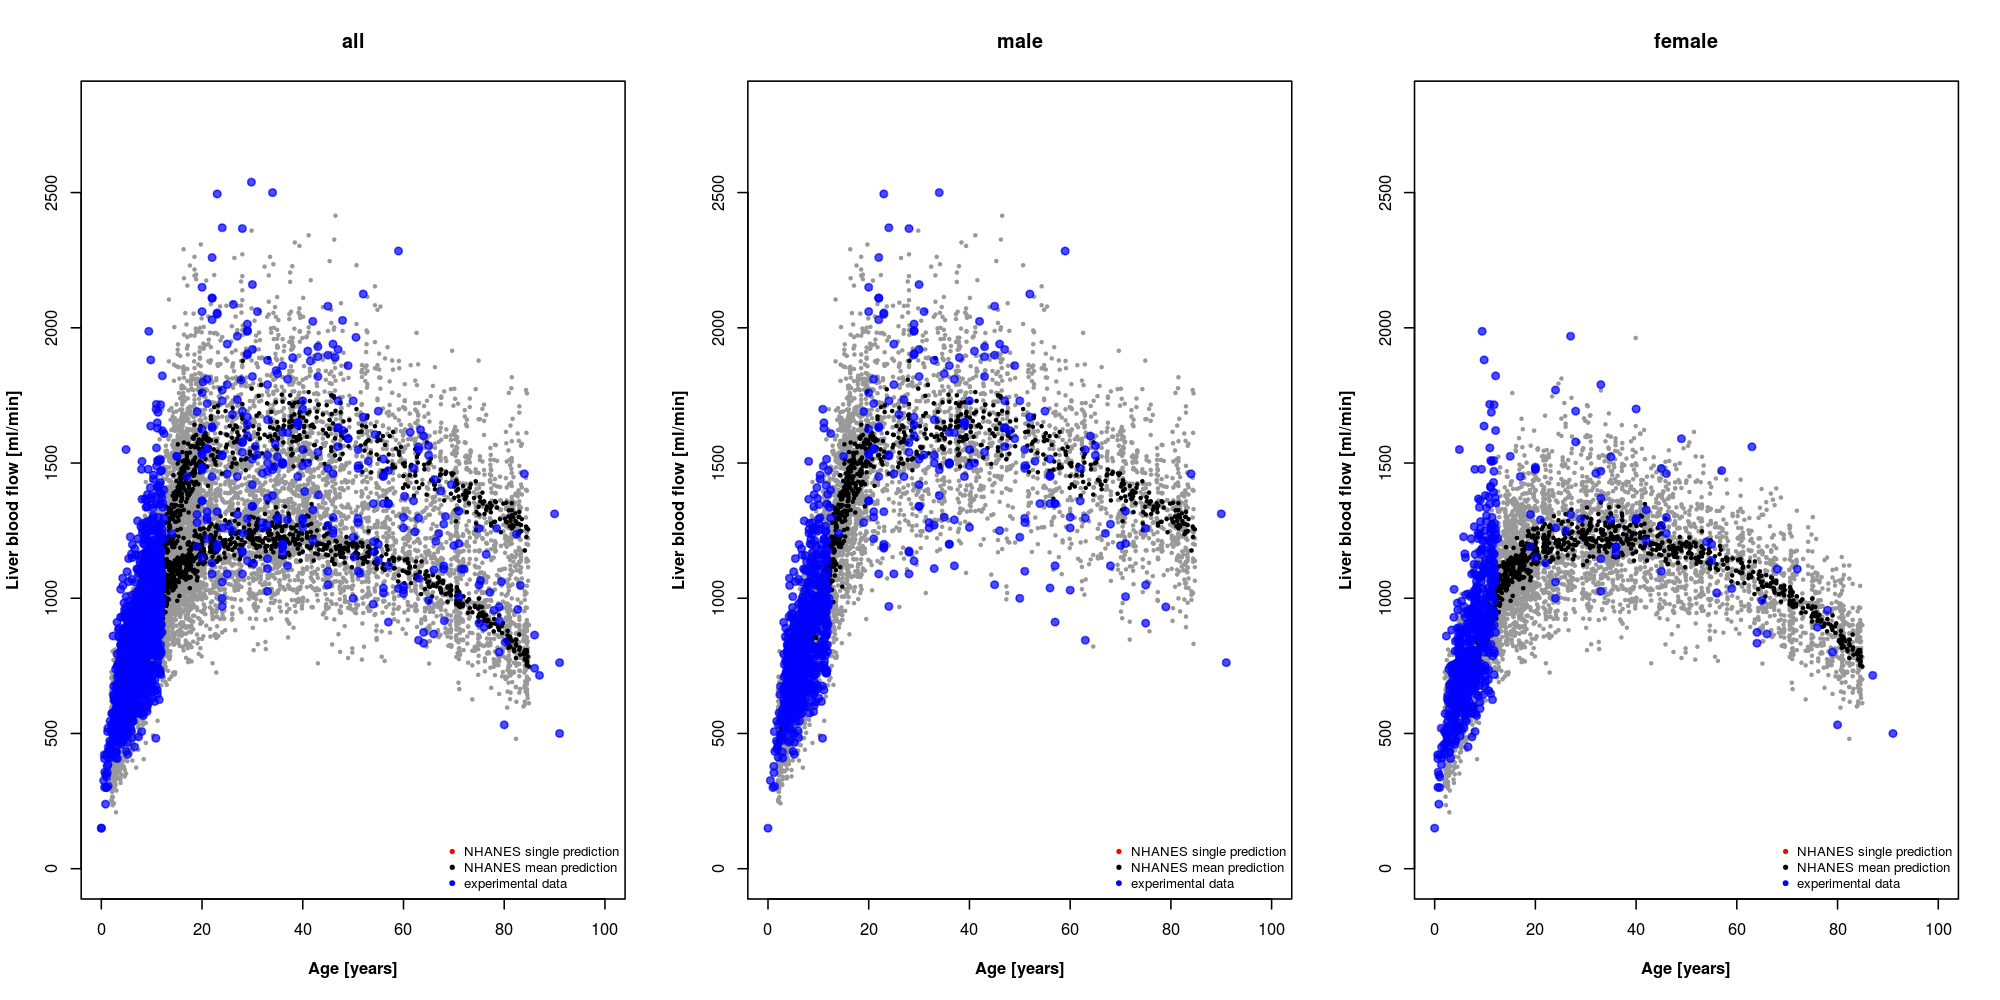 all
Liver blood flow [ml/min]
2500
2000
1500
1000
500
0
NHANES single prediction
NHANES mean prediction
experimental data
0 20 40 60 80 100
Age [years]
male
Liver blood flow [ml/min]
2500
2000
1500
1000
500
0
NHANES single prediction
NHANES mean prediction
experimental data
0 20 40 60 80 100
Age [years]
female
Liver blood flow [ml/min]
2500
2000
1500
1000
500
0
NHANES single prediction
NHANES mean prediction
experimental data
0 20 40 60 80 100
Age [years]